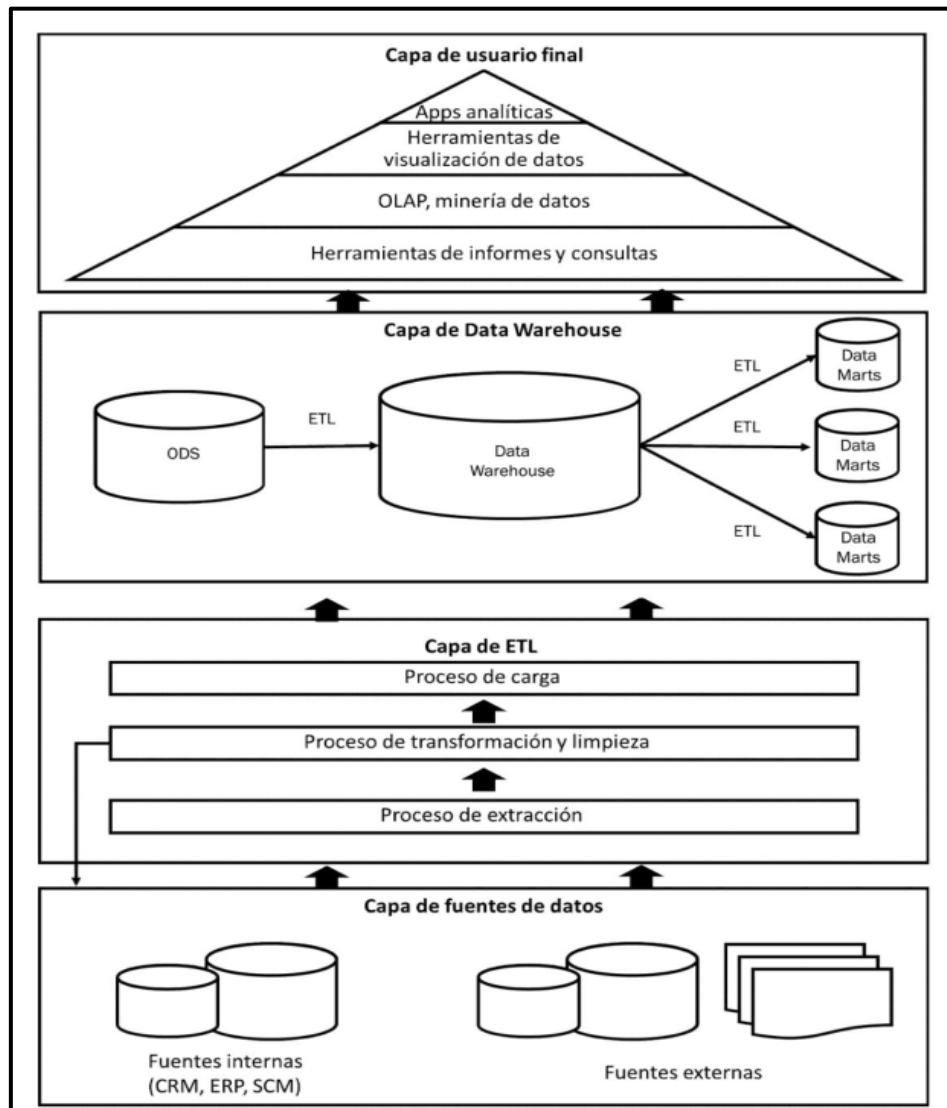 Capa de usuario final
Apps analíticas
Herramientas de
visualización de datos
OLAP, minería de datos
Herramientas de informes y consultas
Capa de Data Warehouse
ODS
ETL
Data
Warehouse
ETL
Data
Marts
ETL
Data
Marts
ETL
Data
Marts
Capa de ETL
Proceso de carga
Proceso de transformación y limpieza
Proceso de extracción
Capa de fuentes de datos
Fuentes internas
(CRM, ERP, SCM)
Fuentes externas